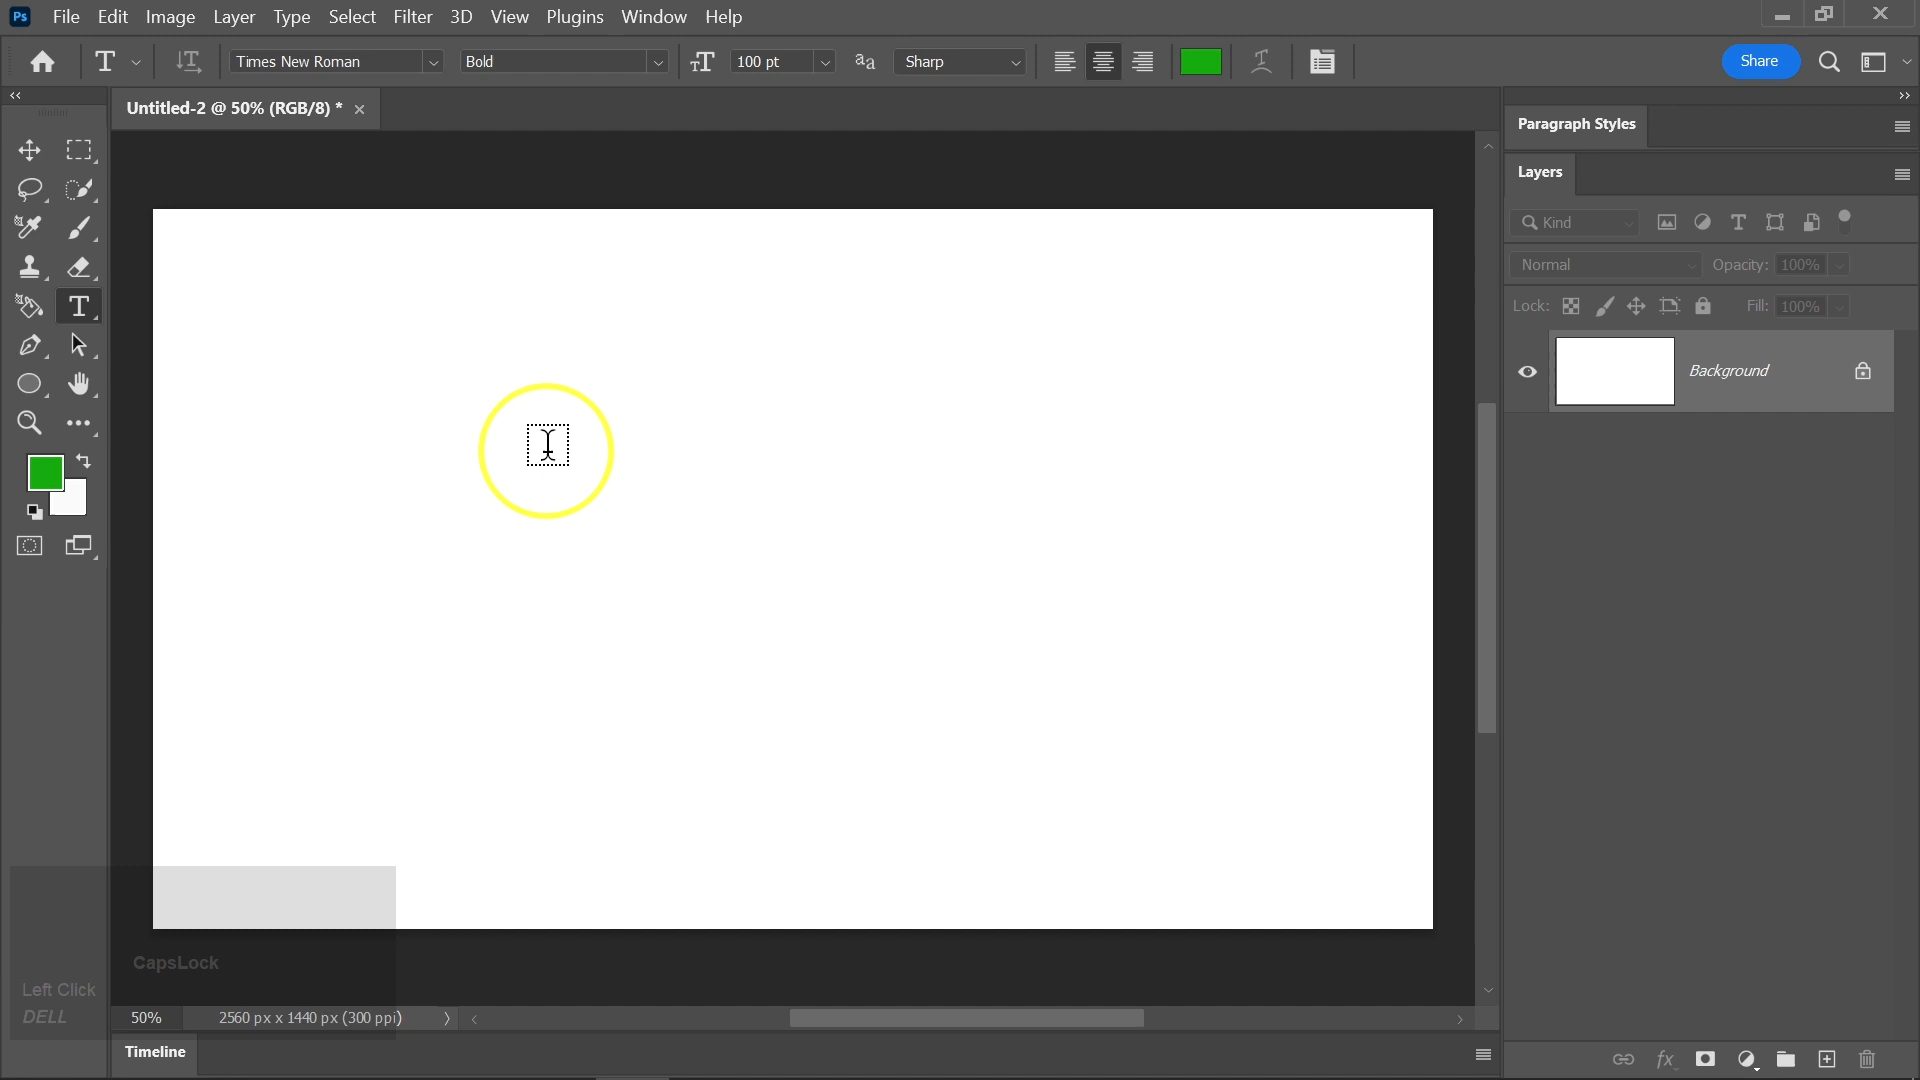 Ps File Edit Image Layer Type Select Filter 3D View Plugins Window Help
T Times New Roman Bold 100 pt aa Sharp Share
Untitled-2 @ 50% (RGB/8) *
Paragraph Styles
Layers
Kind
Normal Opacity: 100%
Lock: Fill: 100%
Background
CapsLock
Left Click
DELL
50% 2560 px x 1440 px (300 ppi)
Timeline
fx